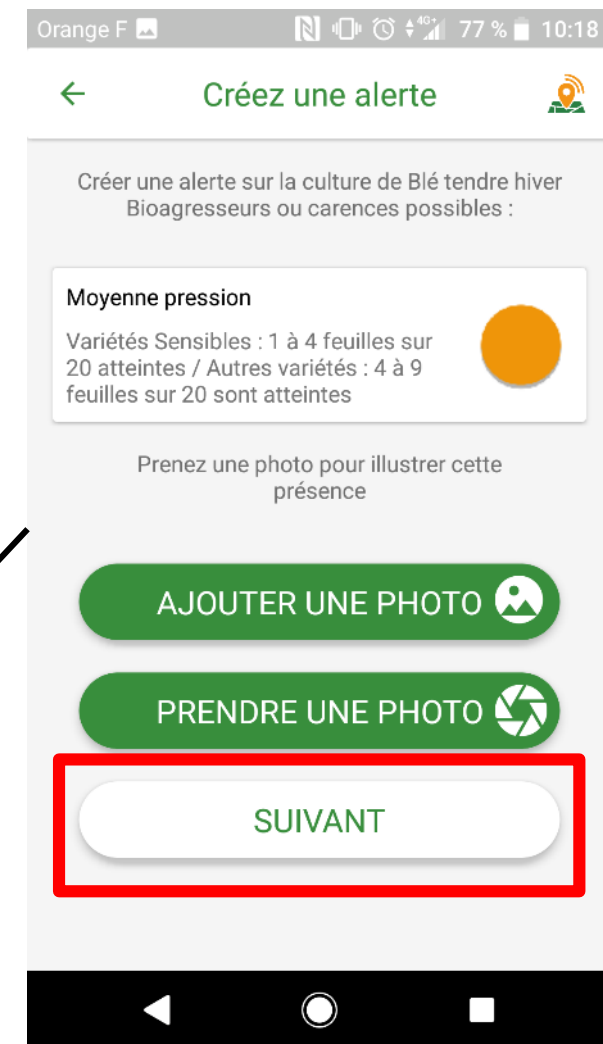 Orange F 4G+ 77 % 10:18
Créez une alerte
Créer une alerte sur la culture de Blé tendre hiver
Bioagresseurs ou carences possibles :
Moyenne pression
Variétés Sensibles : 1 à 4 feuilles sur
20 atteintes / Autres variétés : 4 à 9
feuilles sur 20 sont atteintes
Prenez une photo pour illustrer cette
présence
AJOUTER UNE PHOTO
PRENDRE UNE PHOTO
SUIVANT